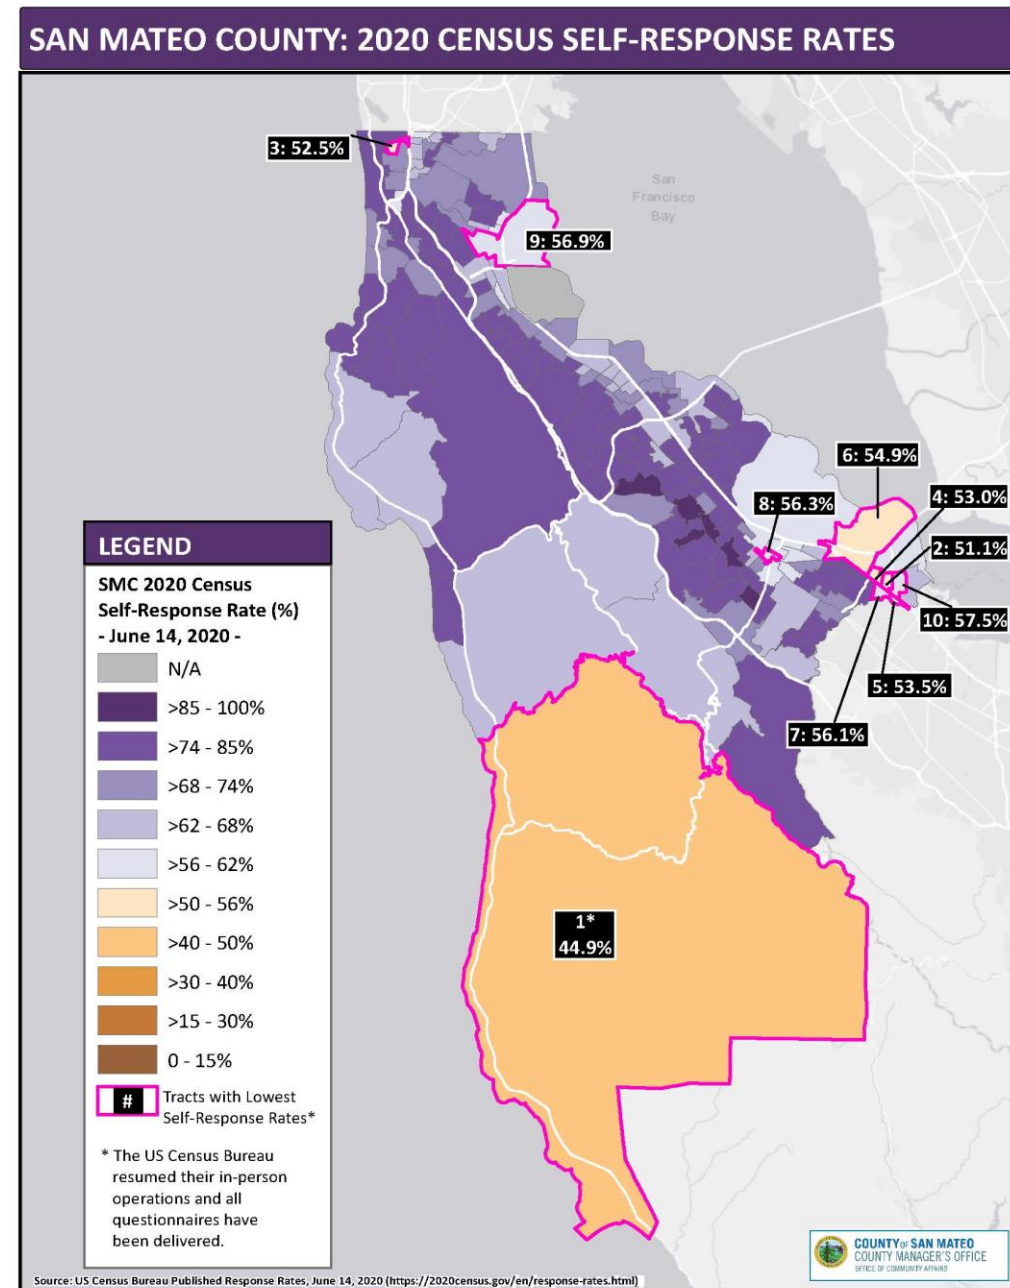 SAN MATEO COUNTY: 2020 CENSUS SELF-RESPONSE RATES
3: 52.5%
San
Francisco
Bay
9: 56.9%
6: 54.9%
4: 53.0%
8: 56.3%
2: 51.1%
10: 57.5%
5: 53.5%
7: 56.1%
1*
44.9%
LEGEND
SMC 2020 Census
Self-Response Rate (%)
- June 14, 2020 -
N/A
>85 - 100%
>74 - 85%
>68 - 74%
>62 - 68%
>56 - 62%
>50 - 56%
>40 - 50%
>30 - 40%
>15 - 30%
0 - 15%
# Tracts with Lowest
Self-Response Rates*
* The US Census Bureau
resumed their in-person
operations and all
questionnaires have
been delivered.
COUNTY OF SAN MATEO
COUNTY MANAGER'S OFFICE
OFFICE OF COMMUNITY AFFAIRS
Source: US Census Bureau Published Response Rates, June 14, 2020 (https://2020census.gov/en/response-rates.html)